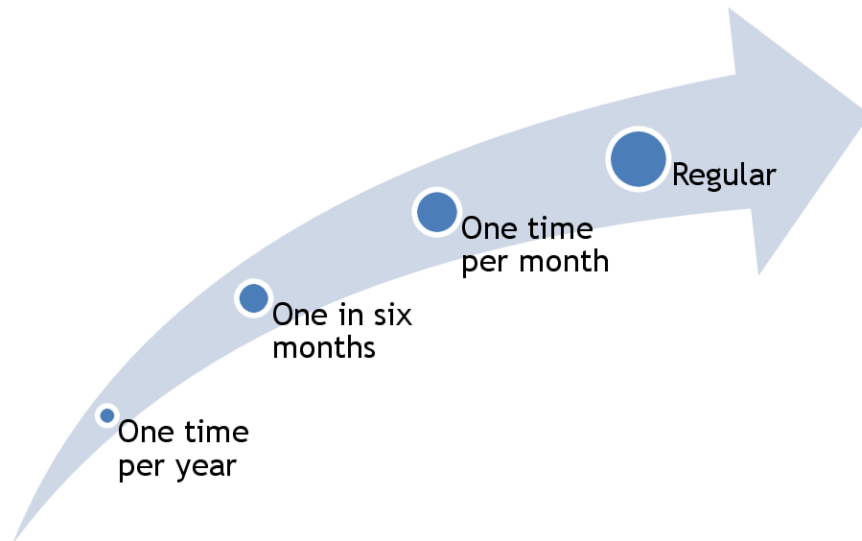 Regular
One time
per month
One in six
months
One time
per year